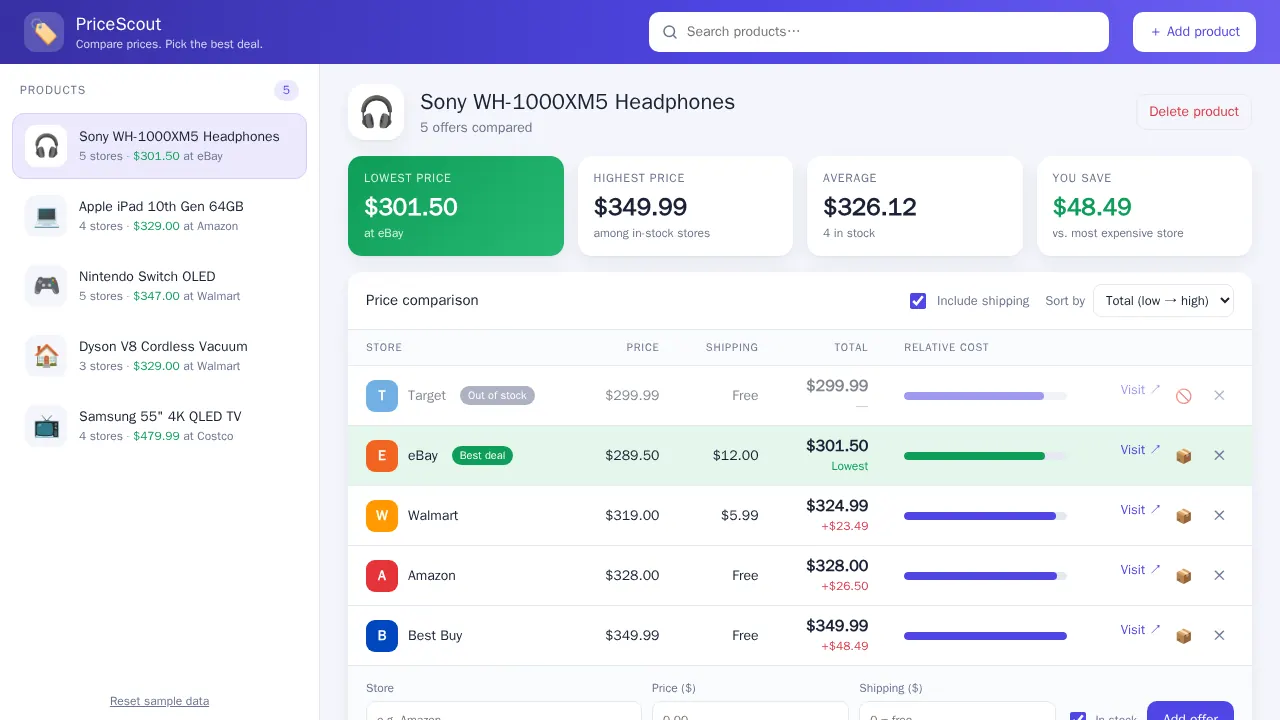 PriceScout
Compare prices. Pick the best deal.
Search products…
+ Add product
PRODUCTS 5
Sony WH-1000XM5 Headphones
5 stores · $301.50 at eBay
Apple iPad 10th Gen 64GB
4 stores · $329.00 at Amazon
Nintendo Switch OLED
5 stores · $347.00 at Walmart
Dyson V8 Cordless Vacuum
3 stores · $329.00 at Walmart
Samsung 55" 4K QLED TV
4 stores · $479.99 at Costco
Reset sample data
Sony WH-1000XM5 Headphones
5 offers compared
Delete product
LOWEST PRICE
$301.50
at eBay
HIGHEST PRICE
$349.99
among in-stock stores
AVERAGE
$326.12
4 in stock
YOU SAVE
$48.49
vs. most expensive store
Price comparison
Include shipping
Sort by
Total (low → high)
STORE PRICE SHIPPING TOTAL RELATIVE COST
T Target Out of stock $299.99 Free $299.99 — Visit ↗ ✕
E eBay Best deal $289.50 $12.00 $301.50 Lowest Visit ↗ ✕
W Walmart $319.00 $5.99 $324.99 +$23.49 Visit ↗ ✕
A Amazon $328.00 Free $328.00 +$26.50 Visit ↗ ✕
B Best Buy $349.99 Free $349.99 +$48.49 Visit ↗ ✕
Store Price ($) Shipping ($)
e.g. Amazon 0.00 0 = free In stock Add offer